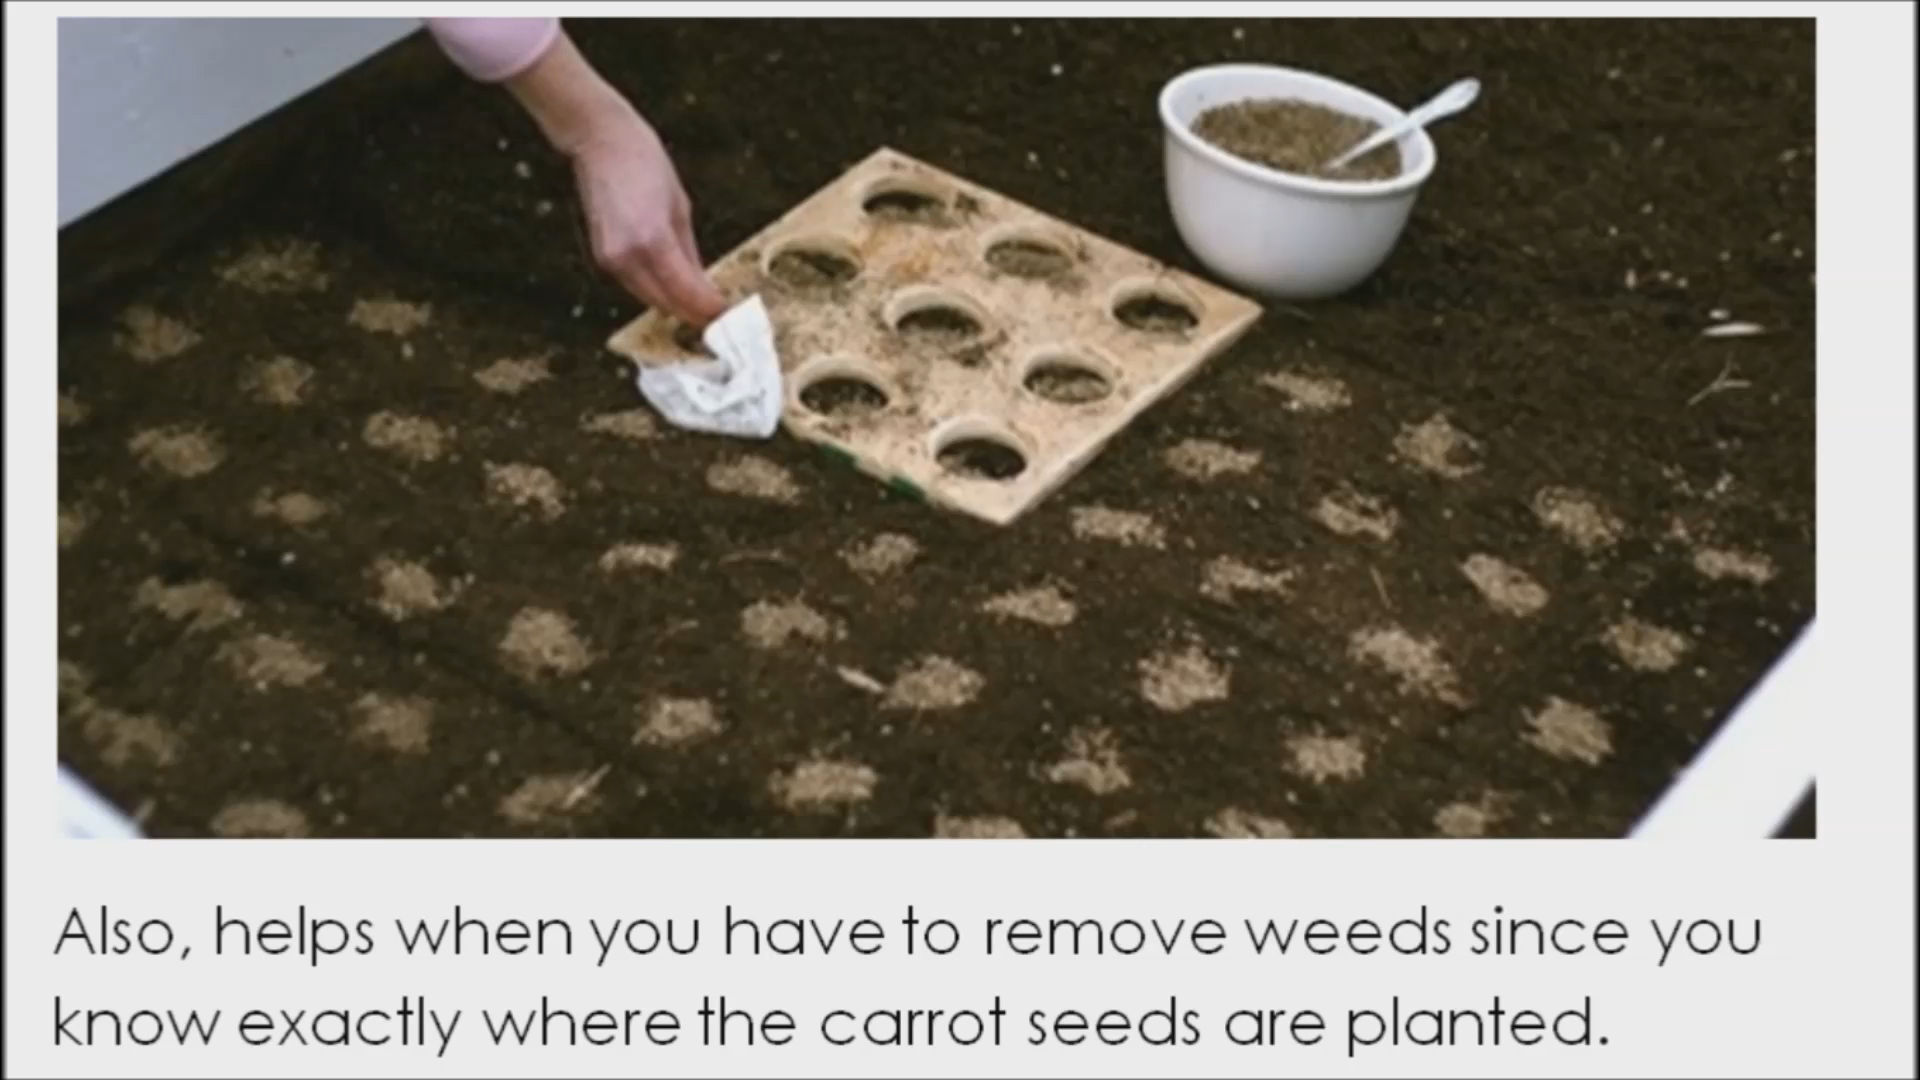 Also, helps when you have to remove weeds since you
know exactly where the carrot seeds are planted.